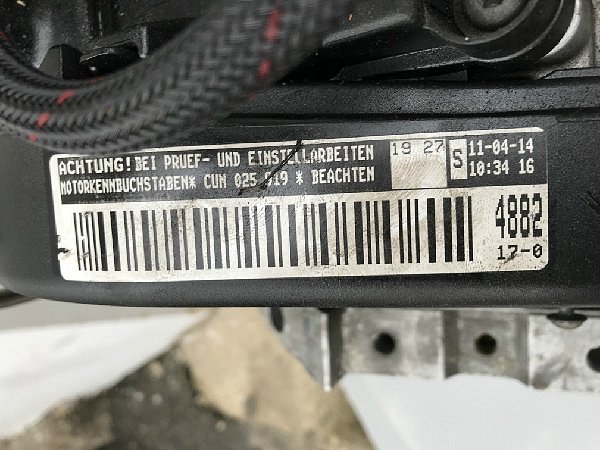 ACHTUNG! BEI PRUEF- UND EINSTELLARBEITEN
MOTORKENNBUCHSTABEN* CUN 025 919 * BEACHTEN
19 27
S
11-04-14
10:34 16
4882
17-0